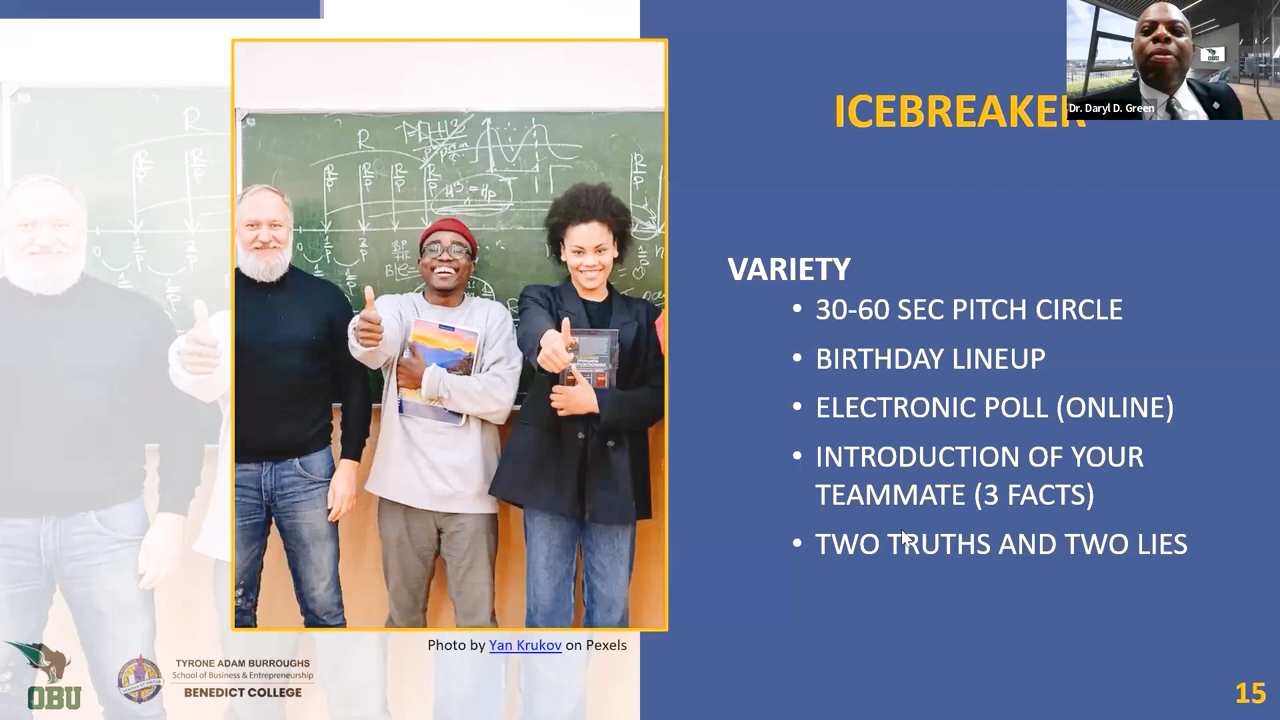 ICEBREAKER
Dr. Daryl D. Green
OBU
VARIETY
• 30-60 SEC PITCH CIRCLE
• BIRTHDAY LINEUP
• ELECTRONIC POLL (ONLINE)
• INTRODUCTION OF YOUR
TEAMMATE (3 FACTS)
• TWO TRUTHS AND TWO LIES
R
R
Photo by Yan Krukov on Pexels
OBU
TYRONE ADAM BURROUGHS
School of Business & Entrepreneurship
BENEDICT COLLEGE
15